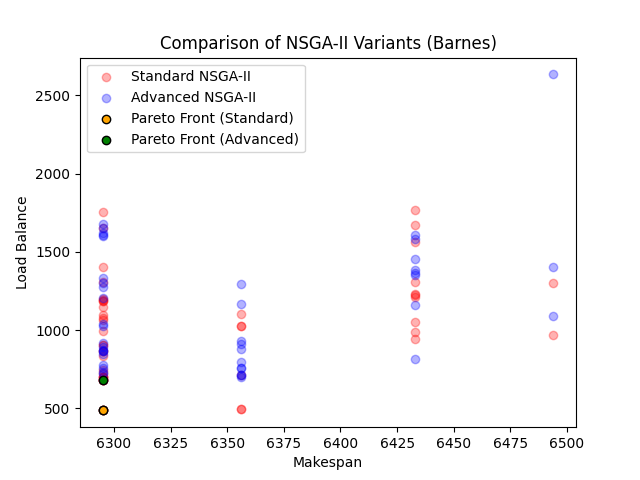 Comparison of NSGA-II Variants (Barnes)
Standard NSGA-II
Advanced NSGA-II
Pareto Front (Standard)
Pareto Front (Advanced)
Load Balance
2500
2000
1500
1000
500
6300 6325 6350 6375 6400 6425 6450 6475 6500
Makespan